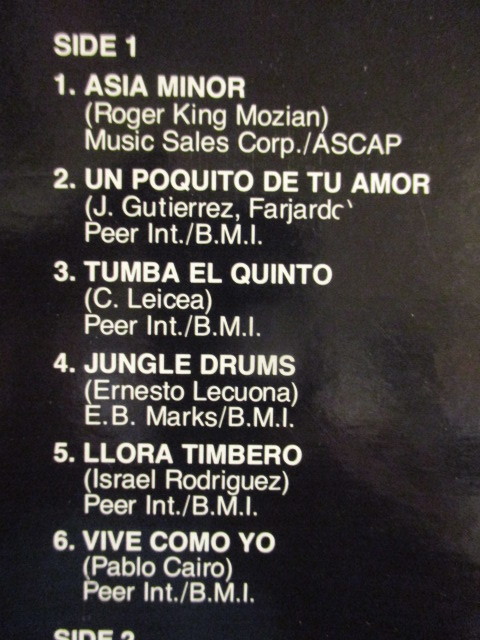 SIDE 1
1. ASIA MINOR
(Roger King Mozian)
Music Sales Corp./ASCAP
2. UN POQUITO DE TU AMOR
(J. Gutierrez, Farjardo)
Peer Int./B.M.I.
3. TUMBA EL QUINTO
(C. Leicea)
Peer Int./B.M.I.
4. JUNGLE DRUMS
(Ernesto Lecuona)
E.B. Marks/B.M.I.
5. LLORA TIMBERO
(Israel Rodriguez)
Peer Int./B.M.I.
6. VIVE COMO YO
(Pablo Cairo)
Peer Int./B.M.I.
SIDE 2